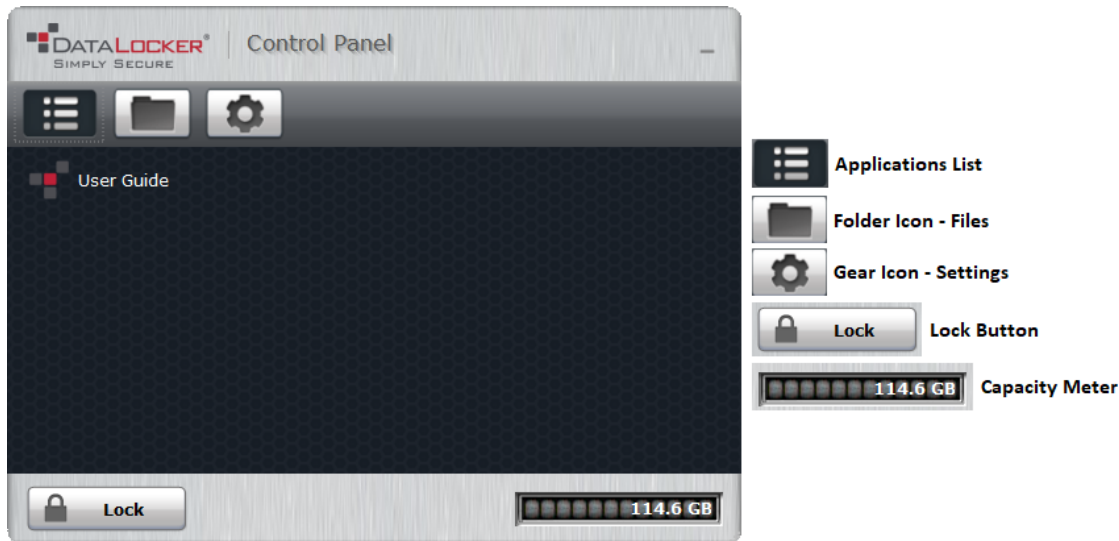 DATALOCKER®
SIMPLY SECURE
Control Panel
User Guide
Lock
114.6 GB
Applications List
Folder Icon - Files
Gear Icon - Settings
Lock
Lock Button
114.6 GB
Capacity Meter